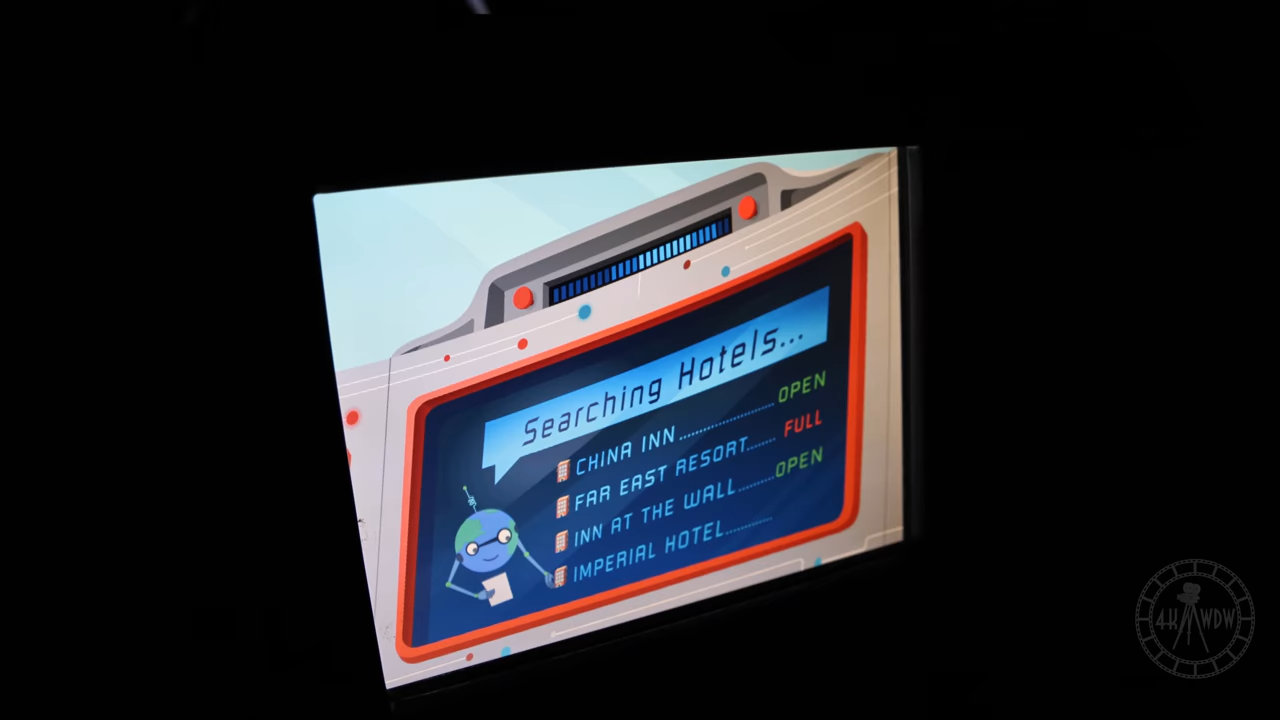 Searching Hotels...
CHINA INN................ OPEN
FAR EAST RESORT....... FULL
INN AT THE WALL.........OPEN
IMPERIAL HOTEL...........
4K WDW